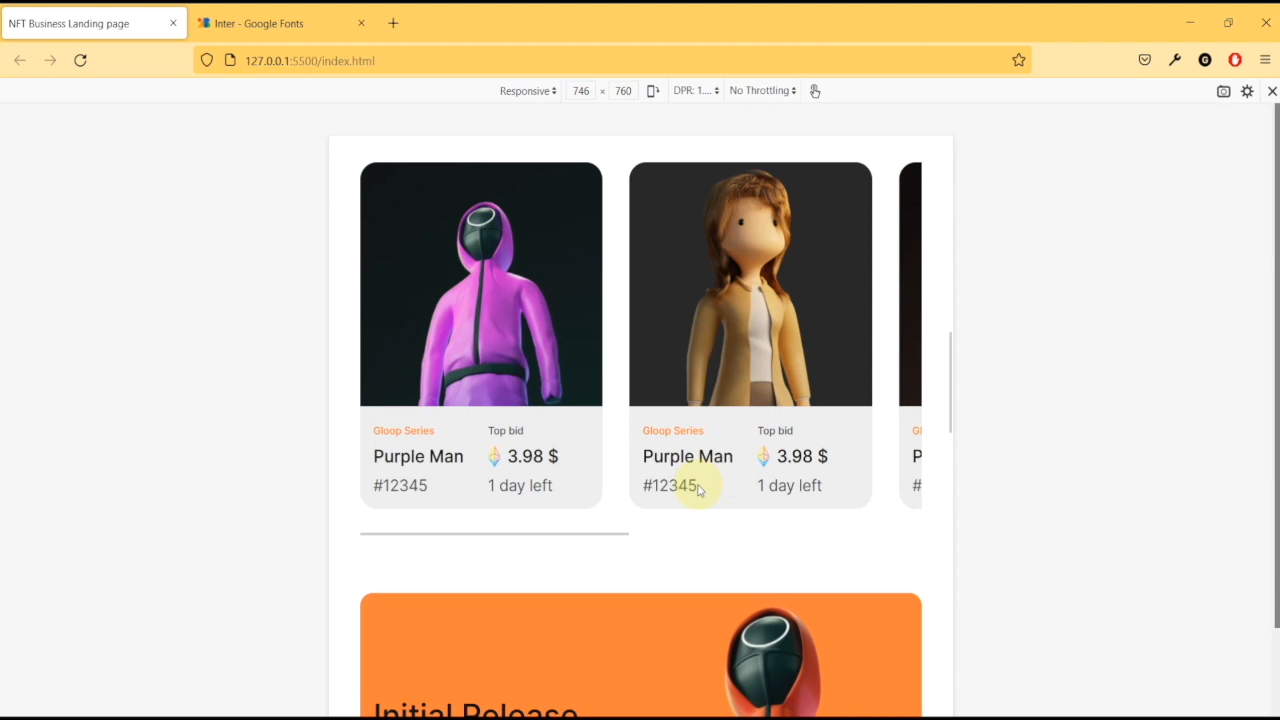 NFT Business Landing page
Inter - Google Fonts
127.0.0.1:5500/index.html
Responsive 746 × 760 DPR: 1.... No Throttling
Gloop Series Top bid
Purple Man 3.98 $
#12345 1 day left
Gloop Series Top bid
Purple Man 3.98 $
#12345 1 day left
Gl
P
#
Initial Release